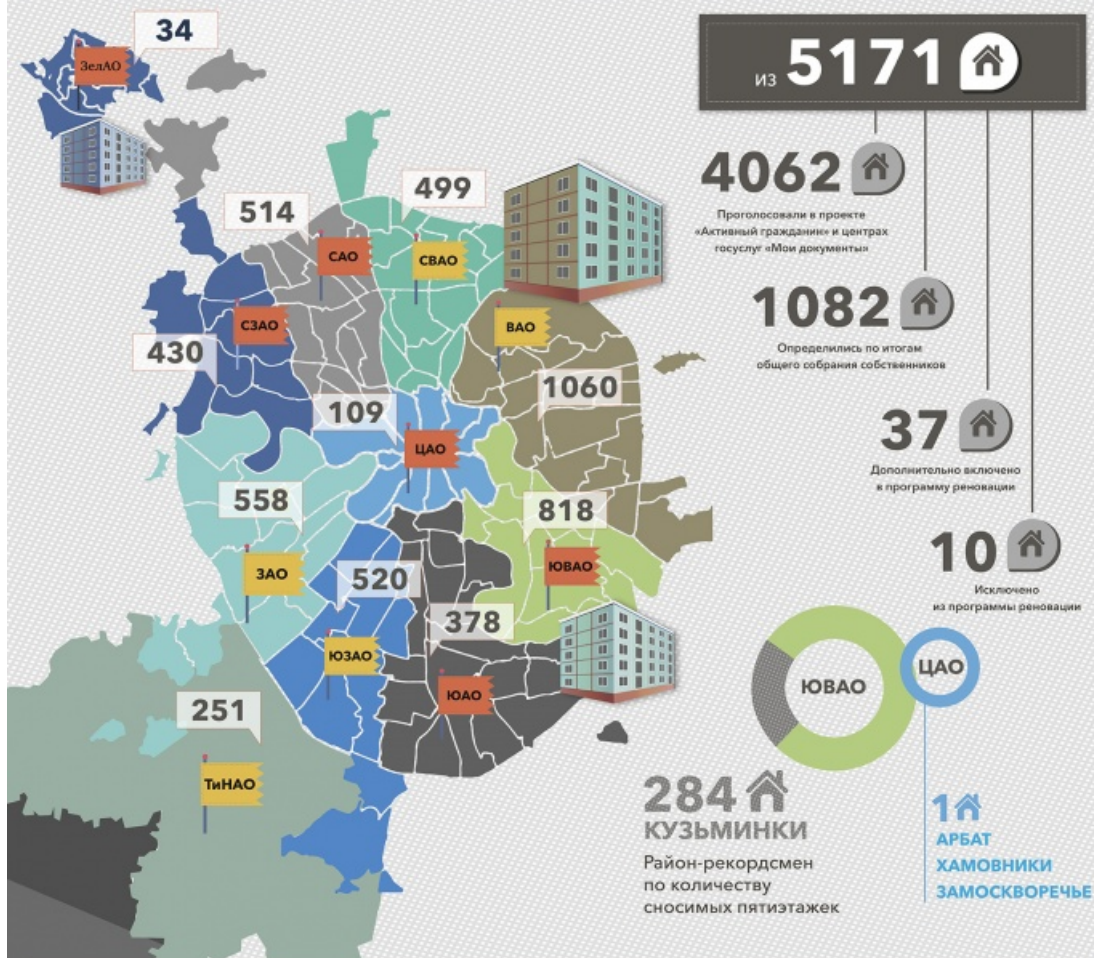 34
ЗелАО
499
514
САО
СВАО
СЗАО
ВАО
430
1060
109
ЦАО
558
818
ЗАО
520
ЮВАО
378
ЮЗАО
ЮАО
251
ТиНАО
из 5171
4062
Проголосовали в проекте
«Активный гражданин» и центрах
госуслуг «Мои документы»
1082
Определились по итогам
общего собрания собственников
37
Дополнительно включено
в программу реновации
10
Исключено
из программы реновации
ЮВАО
ЦАО
284
КУЗЬМИНКИ
Район-рекордсмен
по количеству
сносимых пятиэтажек
1
АРБАТ
ХАМОВНИКИ
ЗАМОСКВОРЕЧЬЕ